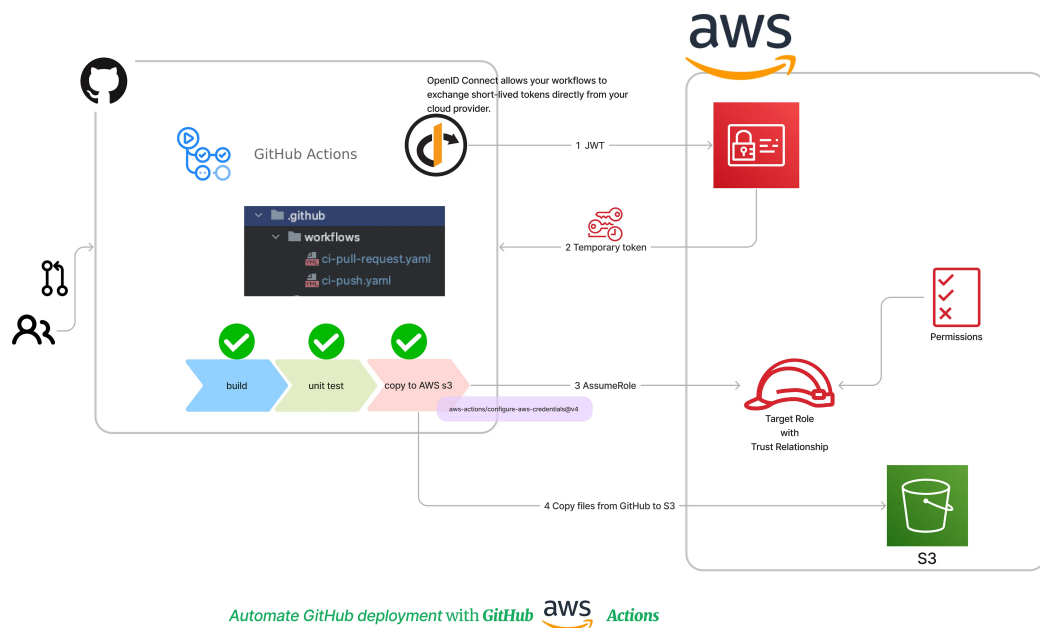 aws
OpenID Connect allows your workflows to
exchange short-lived tokens directly from your
cloud provider.
GitHub Actions
1 JWT
.github
workflows
YML ci-pull-request.yaml
YML ci-push.yaml
2 Temporary token
Permissions
build
unit test
copy to AWS s3
3 AssumeRole
aws-actions/configure-aws-credentials@v4
Target Role
with
Trust Relationship
4 Copy files from GitHub to S3
S3
Automate GitHub deployment with GitHub aws Actions